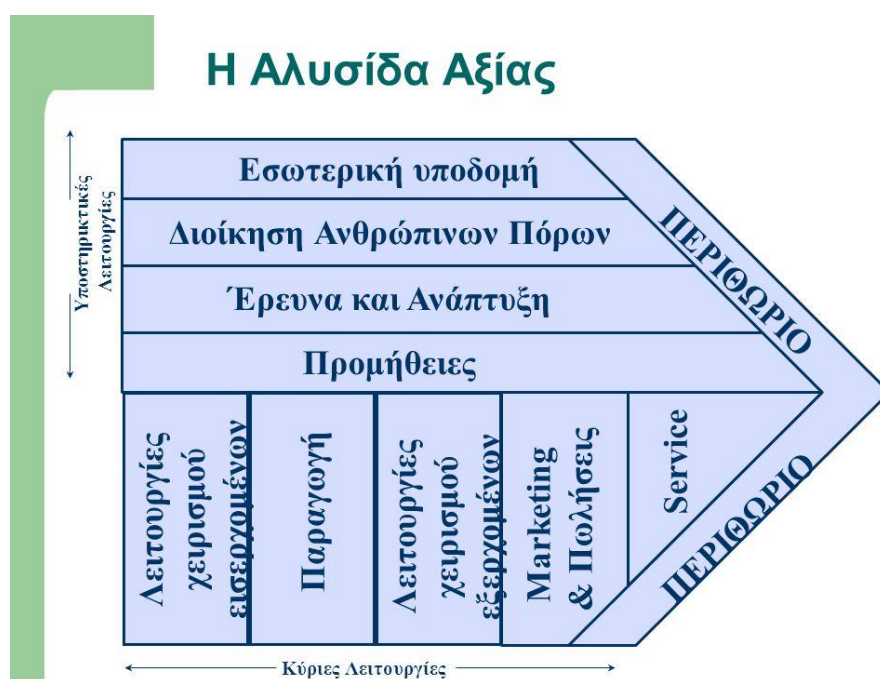 Η Αλυσίδα Αξίας
Υποστηρικτικές
Λειτουργίες
Εσωτερική υποδομή
Διοίκηση Ανθρώπινων Πόρων
Έρευνα και Ανάπτυξη
Προμήθειες
ΠΕΡΙΘΩΡΙΟ
Λειτουργίες
χειρισμού
εισερχομένων
Παραγωγή
Λειτουργίες
χειρισμού
εξερχομένων
Marketing
& Πωλήσεις
Service
ΠΕΡΙΘΩΡΙΟ
Κύριες Λειτουργίες